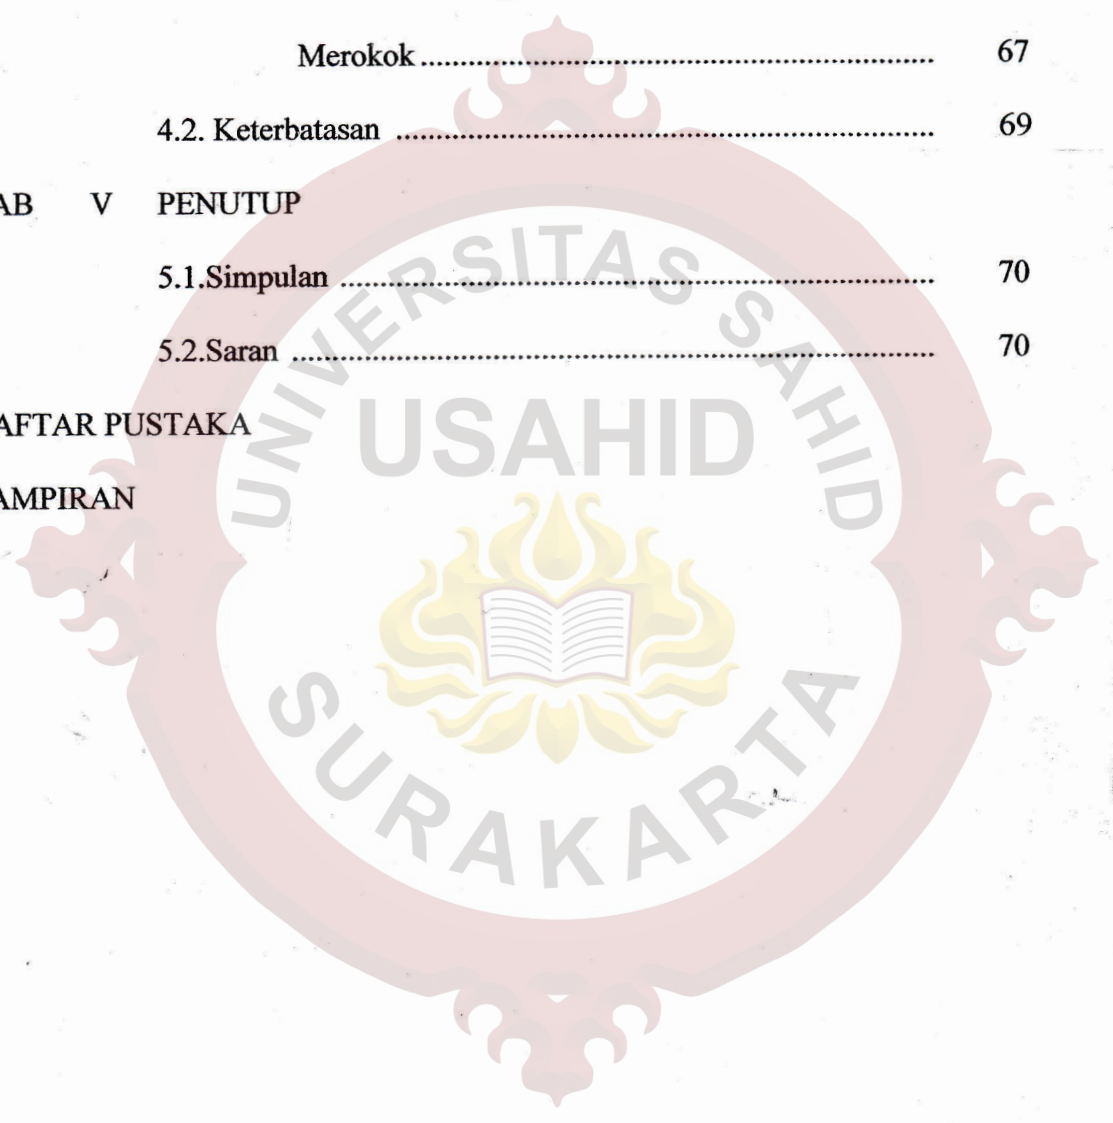 Merokok ........................................................... 67
4.2. Keterbatasan ........................................................... 69
AB V PENUTUP
5.1.Simpulan ........................................................... 70
5.2.Saran ........................................................... 70
AFTAR PUSTAKA
AMPIRAN
UNIVERSITAS SAHID
USAHID
SURAKARTA